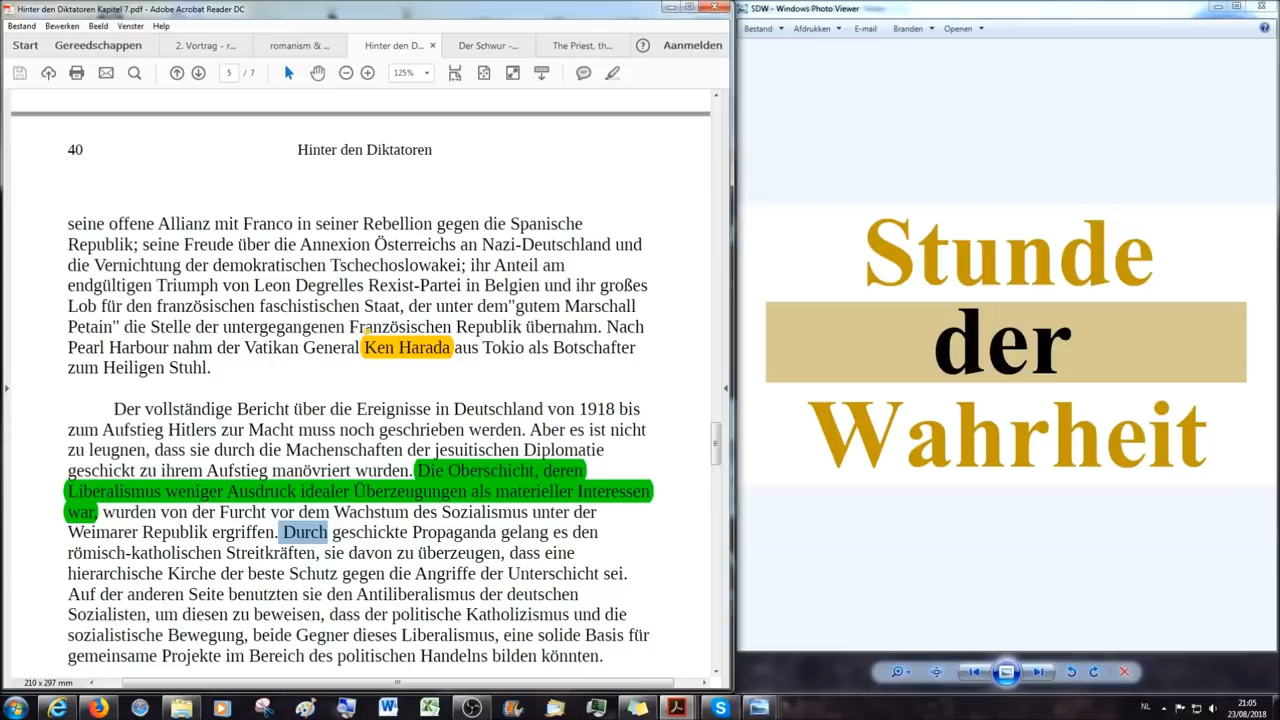 Hinter den Diktatoren Kapitel 7.pdf - Adobe Acrobat Reader DC
Bestand Bewerken Beeld Venster Help
Start Gereedschappen 2. Vortrag - r... romanism & ... Hinter den D... × Der Schwur -... The Priest, th... Aanmelden
5 / 7 125%
40 Hinter den Diktatoren
seine offene Allianz mit Franco in seiner Rebellion gegen die Spanische
Republik; seine Freude über die Annexion Österreichs an Nazi-Deutschland und
die Vernichtung der demokratischen Tschechoslowakei; ihr Anteil am
endgültigen Triumph von Leon Degrelles Rexist-Partei in Belgien und ihr großes
Lob für den französischen faschistischen Staat, der unter dem"gutem Marschall
Petain" die Stelle der untergegangenen Französischen Republik übernahm. Nach
Pearl Harbour nahm der Vatikan General Ken Harada aus Tokio als Botschafter
zum Heiligen Stuhl.
Der vollständige Bericht über die Ereignisse in Deutschland von 1918 bis
zum Aufstieg Hitlers zur Macht muss noch geschrieben werden. Aber es ist nicht
zu leugnen, dass sie durch die Machenschaften der jesuitischen Diplomatie
geschickt zu ihrem Aufstieg manövriert wurden. Die Oberschicht, deren
Liberalismus weniger Ausdruck idealer Überzeugungen als materieller Interessen
war, wurden von der Furcht vor dem Wachstum des Sozialismus unter der
Weimarer Republik ergriffen. Durch geschickte Propaganda gelang es den
römisch-katholischen Streitkräften, sie davon zu überzeugen, dass eine
hierarchische Kirche der beste Schutz gegen die Angriffe der Unterschicht sei.
Auf der anderen Seite benutzten sie den Antiliberalismus der deutschen
Sozialisten, um diesen zu beweisen, dass der politische Katholizismus und die
sozialistische Bewegung, beide Gegner dieses Liberalismus, eine solide Basis für
gemeinsame Projekte im Bereich des politischen Handelns bilden könnten.
210 x 297 mm
SDW - Windows Photo Viewer
Bestand Afdrukken E-mail Branden Openen
Stunde
der
Wahrheit
NL 21:05
23/08/2018